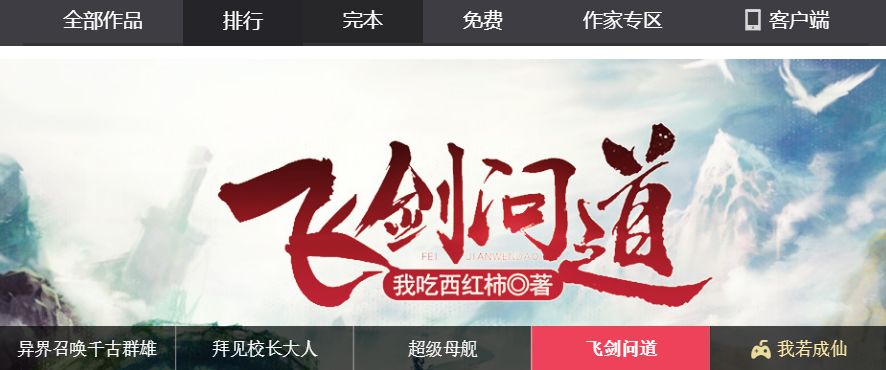 全部作品 排行 完本 免费 作家专区 客户端
飞剑问道
FEI JIANWENDAO
我吃西红柿◎著
异界召唤千古群雄 拜见校长大人 超级母舰 飞剑问道 我若成仙